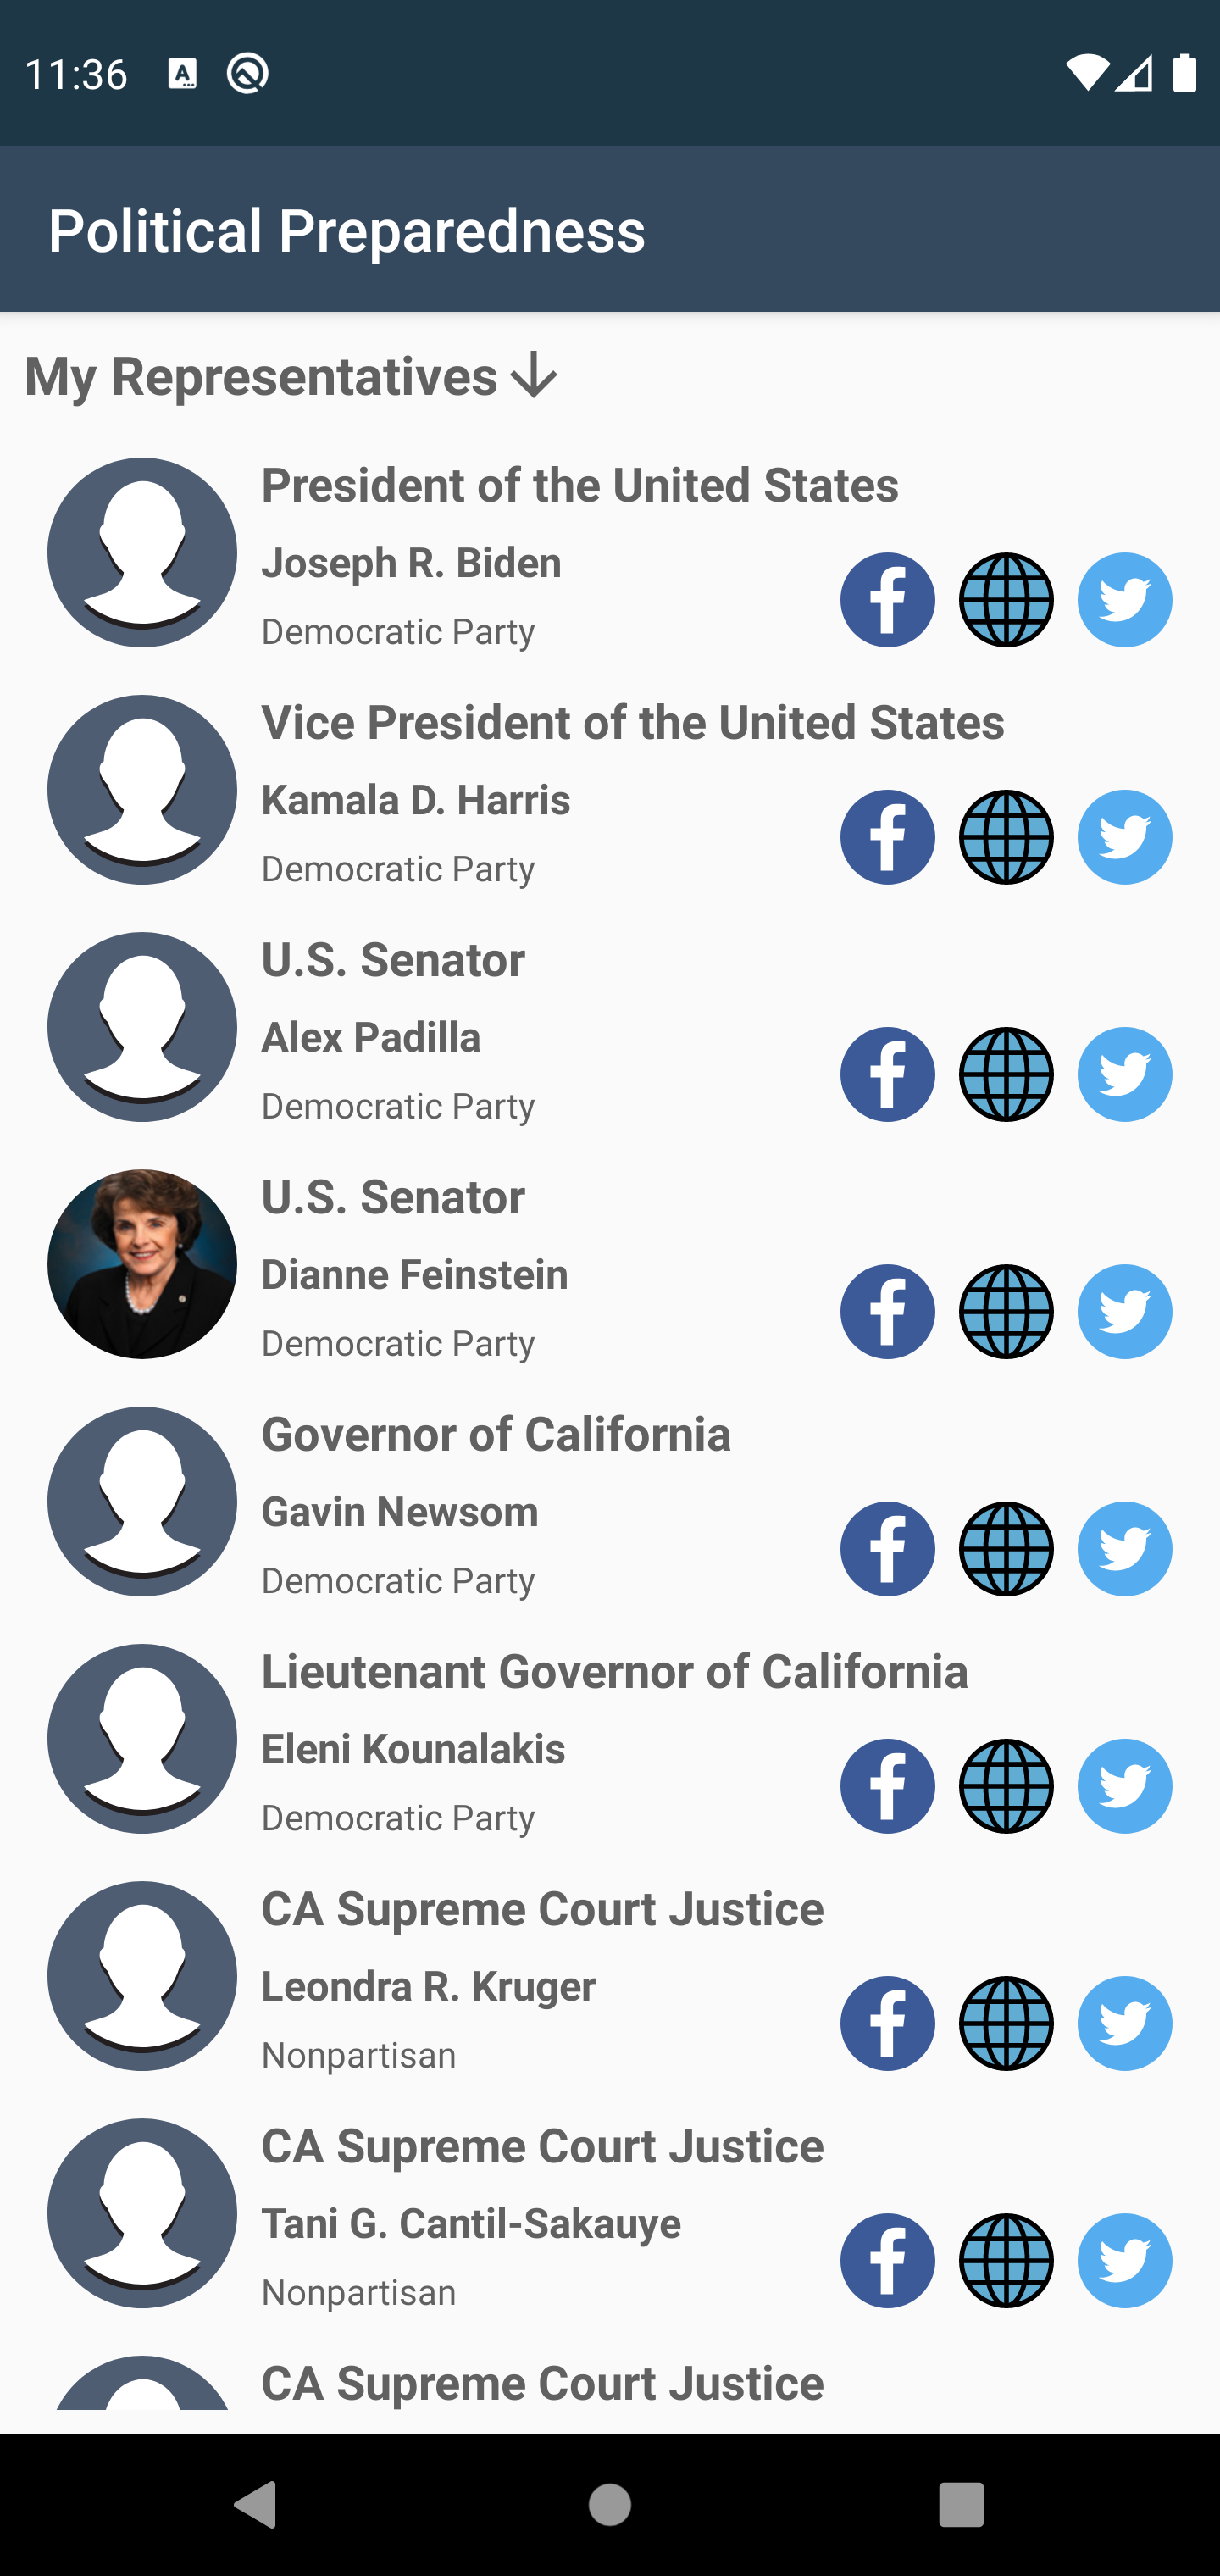 11:36
Political Preparedness
My Representatives
President of the United States
Joseph R. Biden
Democratic Party
Vice President of the United States
Kamala D. Harris
Democratic Party
U.S. Senator
Alex Padilla
Democratic Party
U.S. Senator
Dianne Feinstein
Democratic Party
Governor of California
Gavin Newsom
Democratic Party
Lieutenant Governor of California
Eleni Kounalakis
Democratic Party
CA Supreme Court Justice
Leondra R. Kruger
Nonpartisan
CA Supreme Court Justice
Tani G. Cantil-Sakauye
Nonpartisan
CA Supreme Court Justice